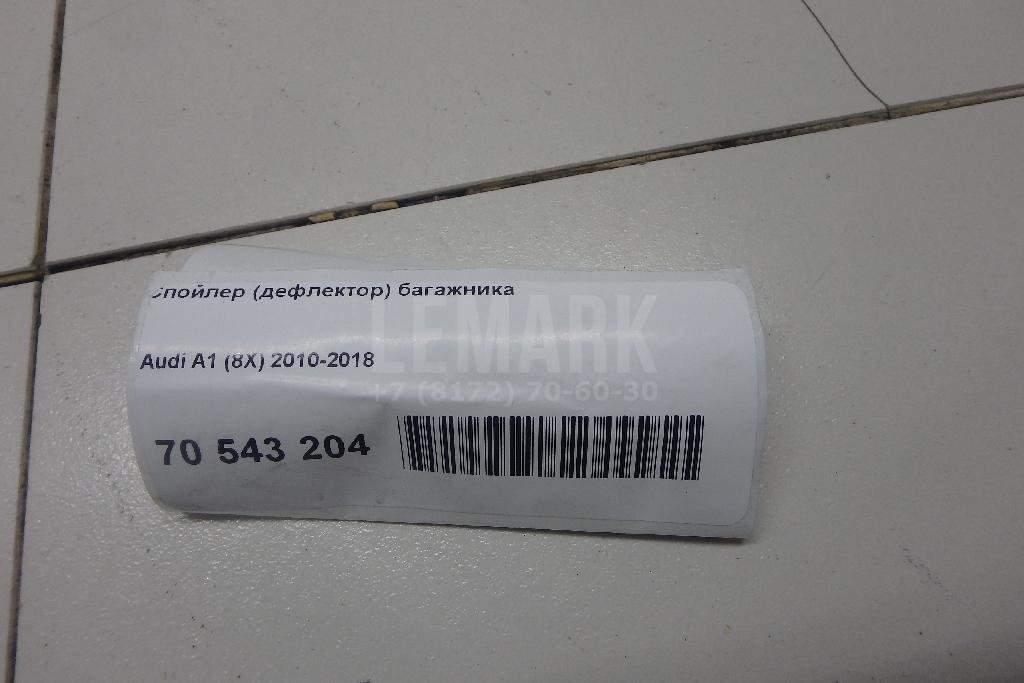 Спойлер (дефлектор) багажника
LEMARK
Audi A1 (8X) 2010-2018
+7 (8172) 70-60-30
70 543 204